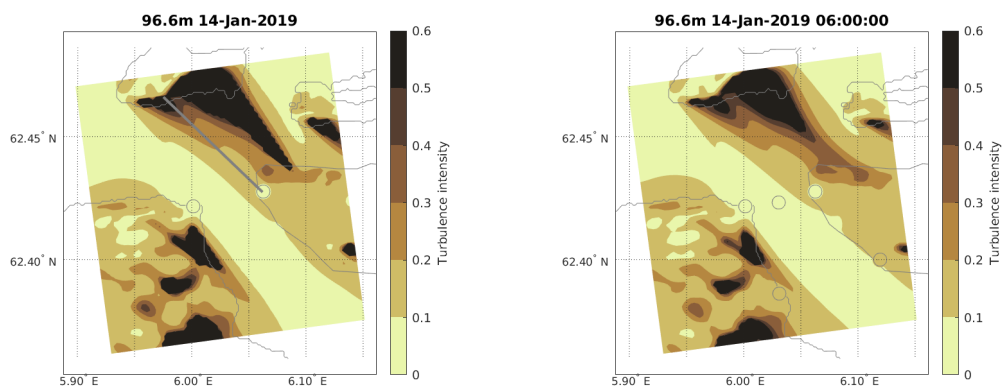 96.6m 14-Jan-2019
62.45° N
62.40° N
5.90° E
6.00° E
6.10° E
0.6
0.5
0.4
0.3
0.2
0.1
0
Turbulence intensity
96.6m 14-Jan-2019 06:00:00
62.45° N
62.40° N
5.90° E
6.00° E
6.10° E
0.6
0.5
0.4
0.3
0.2
0.1
0
Turbulence intensity